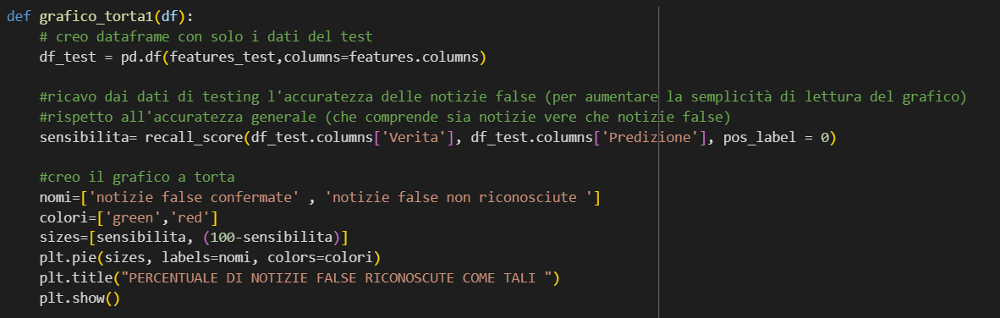 def grafico_torta1(df):
# creo dataframe con solo i dati del test
df_test = pd.df(features_test,columns=features.columns)
#ricavo dai dati di testing l'accuratezza delle notizie false (per aumentare la semplicità di lettura del grafico)
#rispetto all'accuratezza generale (che comprende sia notizie vere che notizie false)
sensibilita= recall_score(df_test.columns['Verita'], df_test.columns['Predizione'], pos_label = 0)
#creo il grafico a torta
nomi=['notizie false confermate' , 'notizie false non riconosciute ']
colori=['green','red']
sizes=[sensibilita, (100-sensibilita)]
plt.pie(sizes, labels=nomi, colors=colori)
plt.title("PERCENTUALE DI NOTIZIE FALSE RICONOSCUTE COME TALI ")
plt.show()